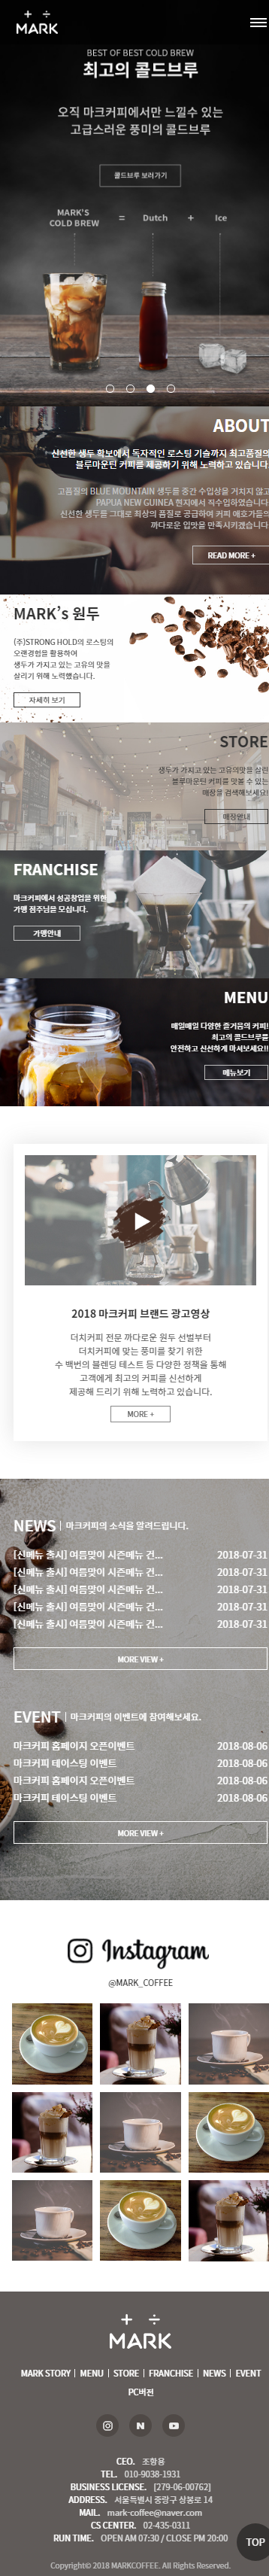 MARK
BEST OF BEST COLD BREW
최고의 콜드브루
오직 마크커피에서만 느낄수 있는
고급스러운 풍미의 콜드브루
콜드브루 보러가기
MARK'S COLD BREW = Dutch + Ice
ABOUT
신선한 생두 확보에서 독자적인 로스팅 기술까지 최고품질의
블루마운틴 커피를 제공하기 위해 노력하고 있습니다
고품질의 BLUE MOUNTAIN 생두를 중간 수입상을 거치지 않고
PAPUA NEW GUINEA 현지에서 직수입하였습니다.
신선한 생두를 그대로 최상의 품질로 공급하여 커피 애호가들의
까다로운 입맛을 만족시키겠습니다
READ MORE +
MARK's 원두
(주)STRONG HOLD의 로스팅의
오랜경험을 활용하여
생두가 가지고 있는 고유의 맛을
살리기 위해 노력했습니다.
자세히 보기
STORE
생두가 가지고 있는 고유의맛을 살린
블루마운틴 커피를 맛볼 수 있는
매장을 검색해보세요!
매장안내
FRANCHISE
마크커피에서 성공창업을 위한
가맹 점주님을 모십니다.
가맹안내
MENU
매일매일 다양한 즐거움의 커피!
최고의 콜드브루를
안전하고 신선하게 마셔보세요!!
메뉴보기
2018 마크커피 브랜드 광고영상
더치커피 전문 까다로운 원두 선별부터
더치커피에 맞는 풍미를 찾기 위한
수 백번의 블렌딩 테스트 등 다양한 정책을 통해
고객에게 최고의 커피를 신선하게
제공해 드리기 위해 노력하고 있습니다.
MORE +
NEWS | 마크커피의 소식을 알려드립니다.
[신메뉴 출시] 여름맞이 시즌메뉴 건... 2018-07-31
[신메뉴 출시] 여름맞이 시즌메뉴 건... 2018-07-31
[신메뉴 출시] 여름맞이 시즌메뉴 건... 2018-07-31
[신메뉴 출시] 여름맞이 시즌메뉴 건... 2018-07-31
[신메뉴 출시] 여름맞이 시즌메뉴 건... 2018-07-31
MORE VIEW +
EVENT | 마크커피의 이벤트에 참여해보세요.
마크커피 홈페이지 오픈이벤트 2018-08-06
마크커피 테이스팅 이벤트 2018-08-06
마크커피 홈페이지 오픈이벤트 2018-08-06
마크커피 테이스팅 이벤트 2018-08-06
MORE VIEW +
Instagram
@MARK_COFFEE
MARK
MARK STORY | MENU | STORE | FRANCHISE | NEWS | EVENT
PC버전
CEO. 조항용
TEL. 010-9038-1931
BUSINESS LICENSE. [279-06-00762]
ADDRESS. 서울특별시 중랑구 상봉로 14
MAIL. mark-coffee@naver.com
CS CENTER. 02-435-0311
RUN TIME. OPEN AM 07:30 / CLOSE PM 20:00
TOP
Copyright© 2018 MARKCOFFEE. All Rights Reserved.